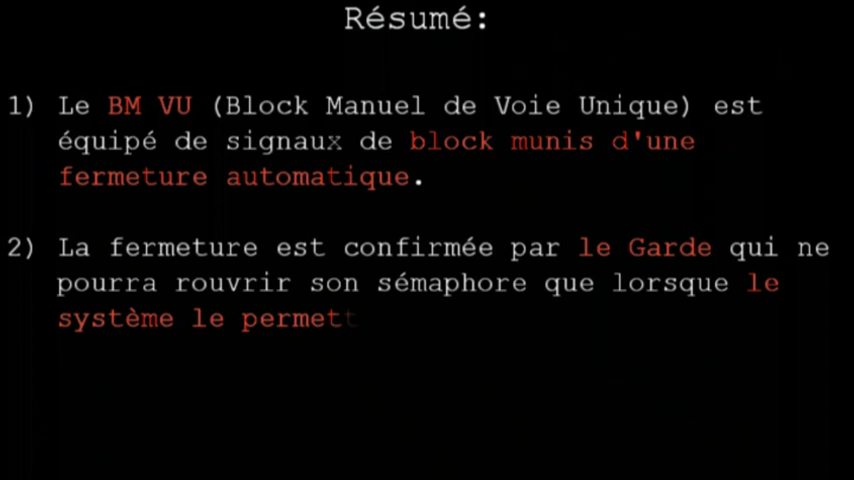 Résumé:
1) Le BM VU (Block Manuel de Voie Unique) est
équipé de signaux de block munis d'une
fermeture automatique.
2) La fermeture est confirmée par le Garde qui ne
pourra rouvrir son sémaphore que lorsque le
système le permett